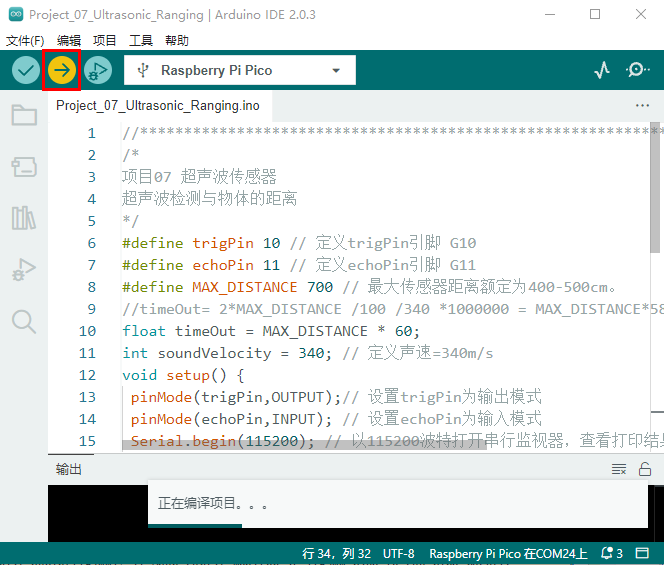 Project_07_Ultrasonic_Ranging | Arduino IDE 2.0.3
文件(F) 编辑 项目 工具 帮助
Raspberry Pi Pico
Project_07_Ultrasonic_Ranging.ino
1 //************************************************************
2 /*
3 项目07 超声波传感器
4 超声波检测与物体的距离
5 */
6 #define trigPin 10 // 定义trigPin引脚 G10
7 #define echoPin 11 // 定义echoPin引脚 G11
8 #define MAX_DISTANCE 700 // 最大传感器距离额定为400-500cm。
9 //timeOut= 2*MAX_DISTANCE /100 /340 *1000000 = MAX_DISTANCE*58
10 float timeOut = MAX_DISTANCE * 60;
11 int soundVelocity = 340; // 定义声速=340m/s
12 void setup() {
13 pinMode(trigPin,OUTPUT);// 设置trigPin为输出模式
14 pinMode(echoPin,INPUT); // 设置echoPin为输入模式
15 Serial.begin(115200); // 以115200波特打开串行监视器，查看打印结果
输出
正在编译项目。。。
行 34，列 32 UTF-8 Raspberry Pi Pico 在COM24上 3